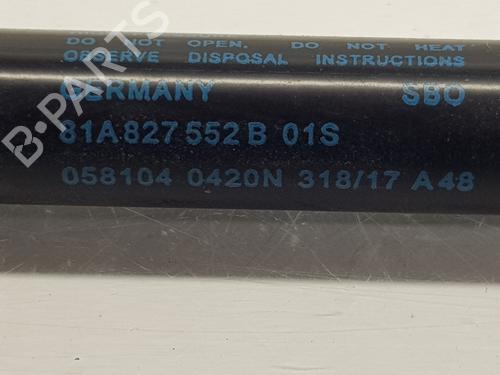 DO NOT OPEN. DO NOT HEAT
OBSERVE DISPOSAL INSTRUCTIONS
GERMANY SBO
81A827552B 01S
058104 0420N 318/17 A48
B-PARTS